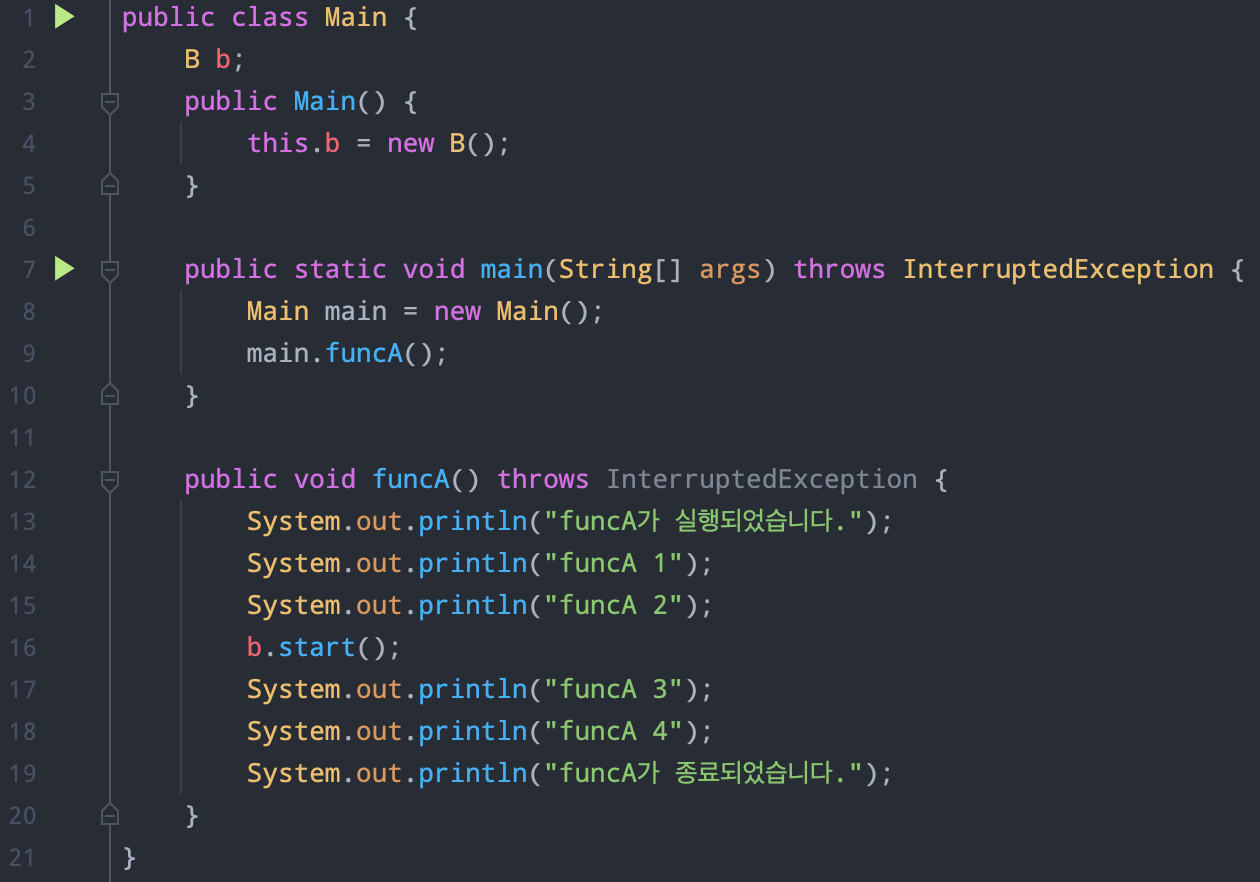 1 public class Main {
2 B b;
3 public Main() {
4 this.b = new B();
5 }
6
7 public static void main(String[] args) throws InterruptedException {
8 Main main = new Main();
9 main.funcA();
10 }
11
12 public void funcA() throws InterruptedException {
13 System.out.println("funcA가 실행되었습니다.");
14 System.out.println("funcA 1");
15 System.out.println("funcA 2");
16 b.start();
17 System.out.println("funcA 3");
18 System.out.println("funcA 4");
19 System.out.println("funcA가 종료되었습니다.");
20 }
21 }